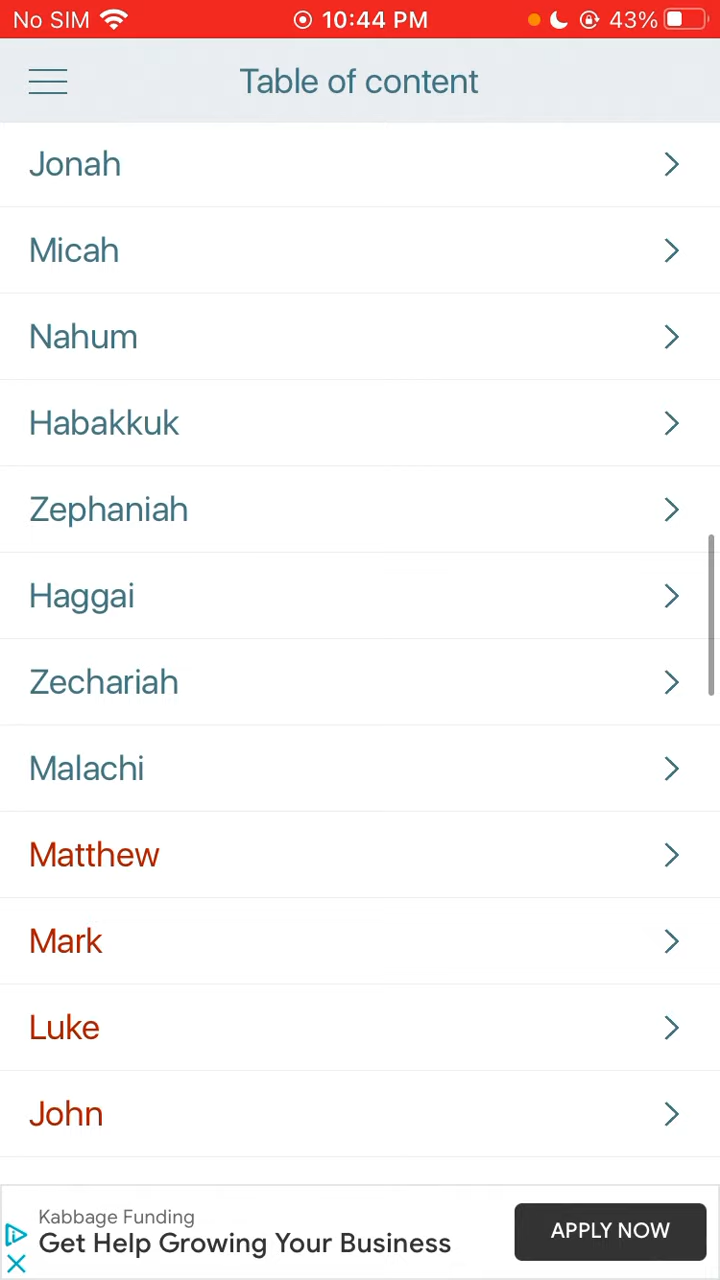 No SIM 10:44 PM 43%
Table of content
Jonah
Micah
Nahum
Habakkuk
Zephaniah
Haggai
Zechariah
Malachi
Matthew
Mark
Luke
John
Kabbage Funding
Get Help Growing Your Business
APPLY NOW